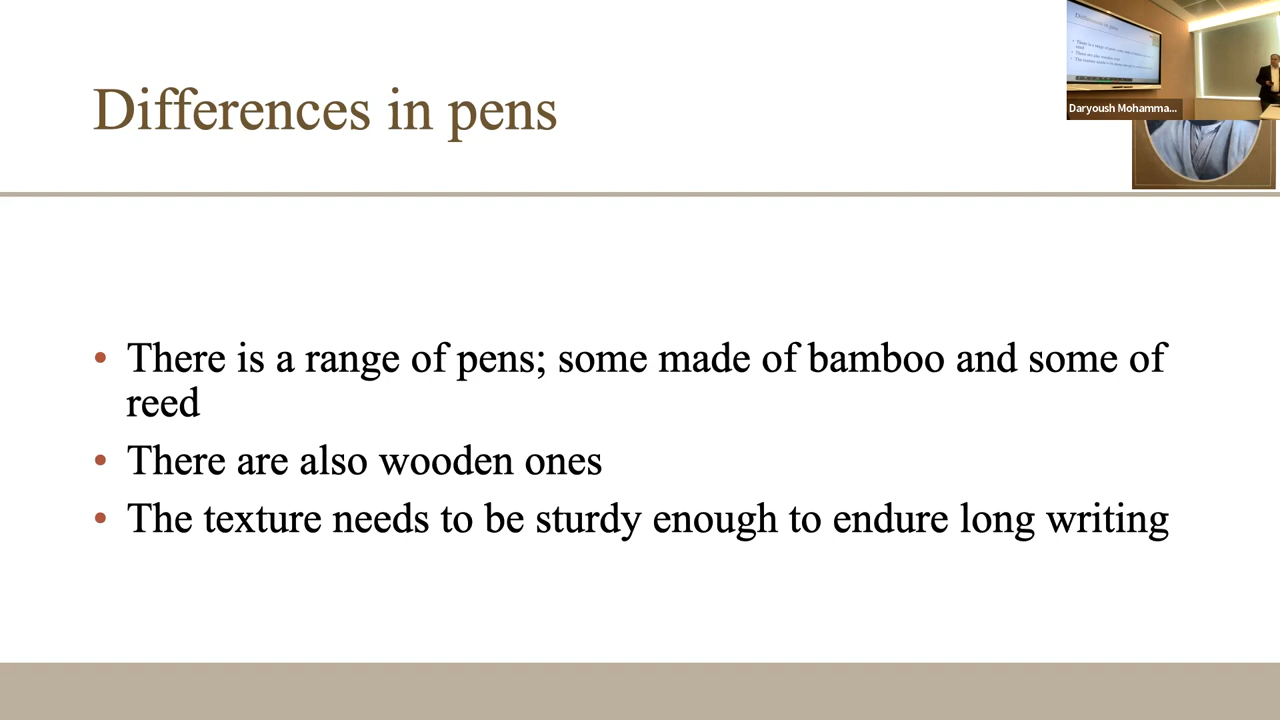 Differences in pens
Daryoush Mohamma...
• There is a range of pens; some made of bamboo and some of
reed
• There are also wooden ones
• The texture needs to be sturdy enough to endure long writing